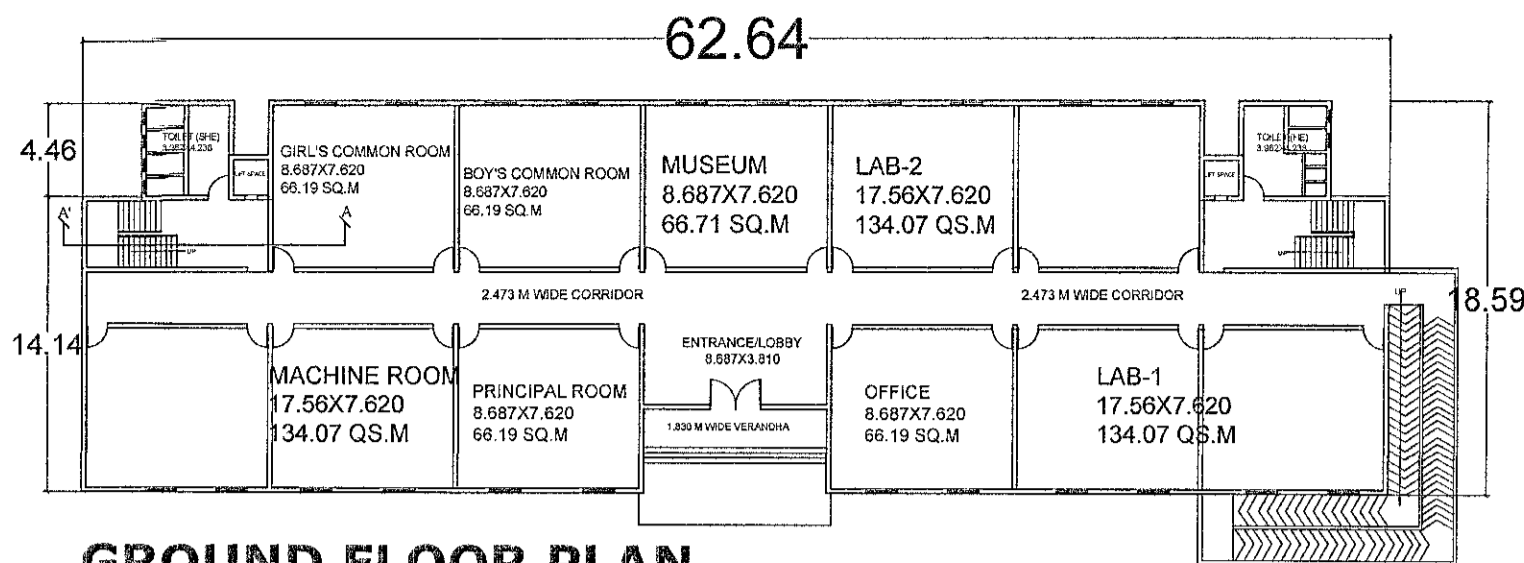 62.64
4.46
TOILET (SHE)
3.962X4.238
LIFT SPACE
GIRL'S COMMON ROOM
8.687X7.620
66.19 SQ.M
BOY'S COMMON ROOM
8.687X7.620
66.19 SQ.M
MUSEUM
8.687X7.620
66.71 SQ.M
LAB-2
17.56X7.620
134.07 QS.M
LIFT SPACE
A'
A
UP
UP
2.473 M WIDE CORRIDOR
2.473 M WIDE CORRIDOR
UP
18.59
14.14
MACHINE ROOM
17.56X7.620
134.07 QS.M
PRINCIPAL ROOM
8.687X7.620
66.19 SQ.M
ENTRANCE/LOBBY
8.687X3.810
1.830 M WIDE VERANDHA
OFFICE
8.687X7.620
66.19 SQ.M
LAB-1
17.56X7.620
134.07 QS.M
GROUND FLOOR PLAN